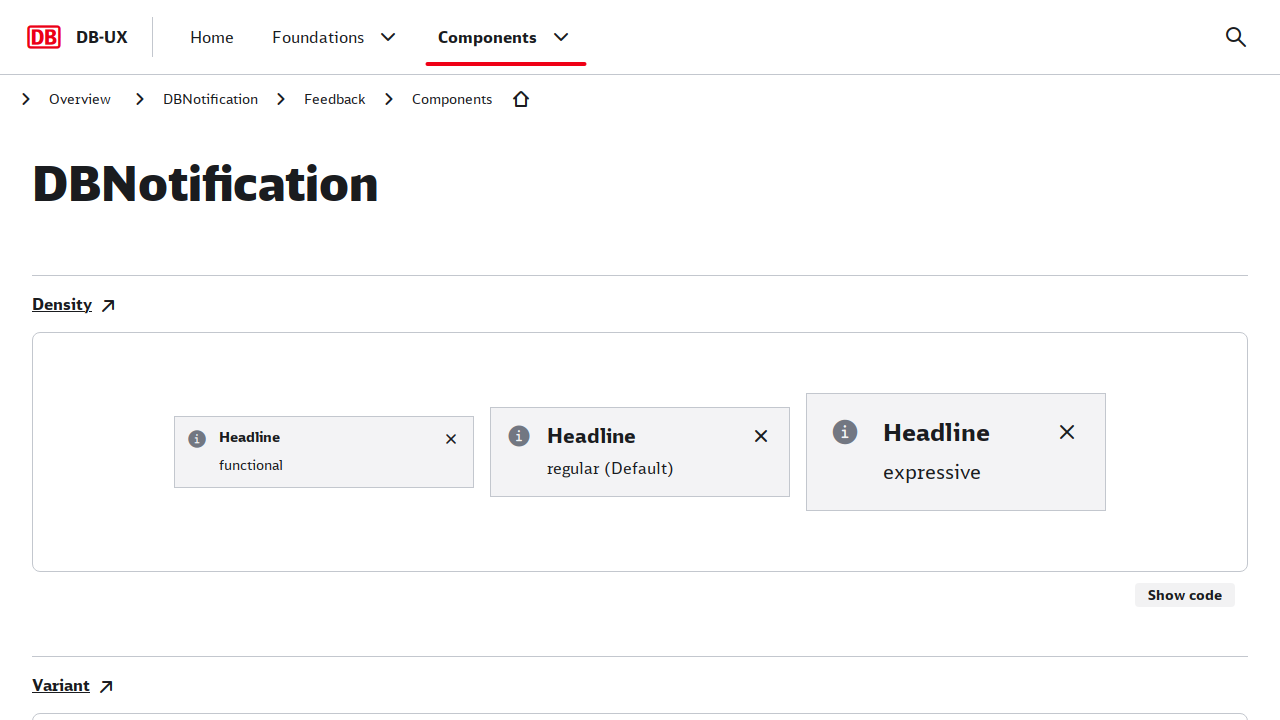 DB DB-UX Home Foundations Components
Overview DBNotification Feedback Components
DBNotification
Density
Headline
functional
Headline
regular (Default)
Headline
expressive
Show code
Variant